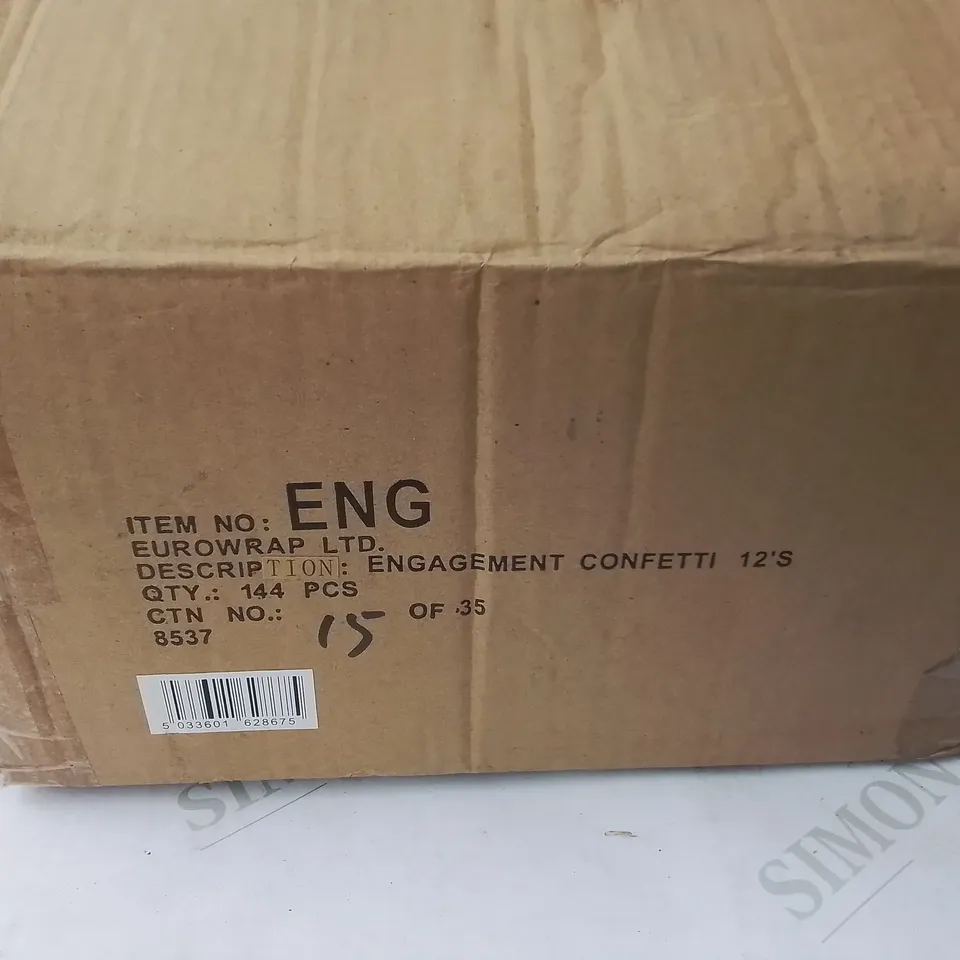 ITEM NO: ENG
EUROWRAP LTD.
DESCRIPTION: ENGAGEMENT CONFETTI 12'S
QTY.: 144 PCS
CTN NO.: 15 OF 35
8537
5 033601 628675
SIMON